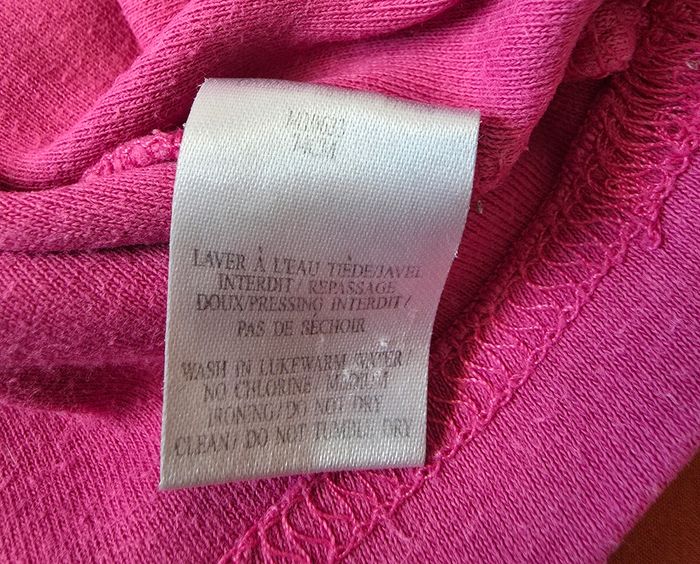 LAVER À L'EAU TIÈDE/JAVEL
INTERDIT/ REPASSAGE
DOUX/PRESSING INTERDIT/
PAS DE SECHOIR
WASH IN LUKEWARM WATER/
NO CHLORINE/ MEDIUM
IRONING/DO NOT DRY
CLEAN/ DO NOT TUMBLE DRY